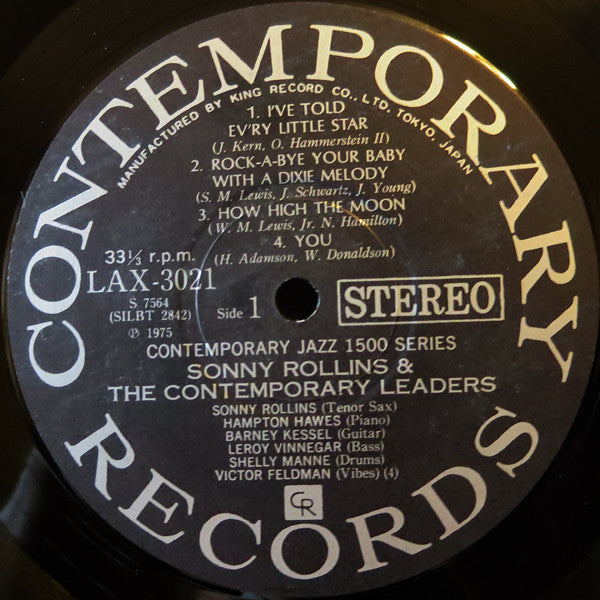 CONTEMPORARY
MANUFACTURED BY KING RECORD CO., LTD. TOKYO, JAPAN
1. I'VE TOLD
EV'RY LITTLE STAR
(J. Kern, O. Hammerstein II)
2. ROCK-A-BYE YOUR BABY
WITH A DIXIE MELODY
(S. M. Lewis, J. Schwartz, J. Young)
3. HOW HIGH THE MOON
(W. M. Lewis, Jr. N. Hamilton)
4. YOU
(H. Adamson, W. Donaldson)
33⅓ r.p.m.
LAX-3021
S 7564
(SILBT 2842)
Ⓟ 1975
Side 1
STEREO
CONTEMPORARY JAZZ 1500 SERIES
SONNY ROLLINS &
THE CONTEMPORARY LEADERS
SONNY ROLLINS (Tenor Sax)
HAMPTON HAWES (Piano)
BARNEY KESSEL (Guitar)
LEROY VINNEGAR (Bass)
SHELLY MANNE (Drums)
VICTOR FELDMAN (Vibes) (4)
CR
RECORDS